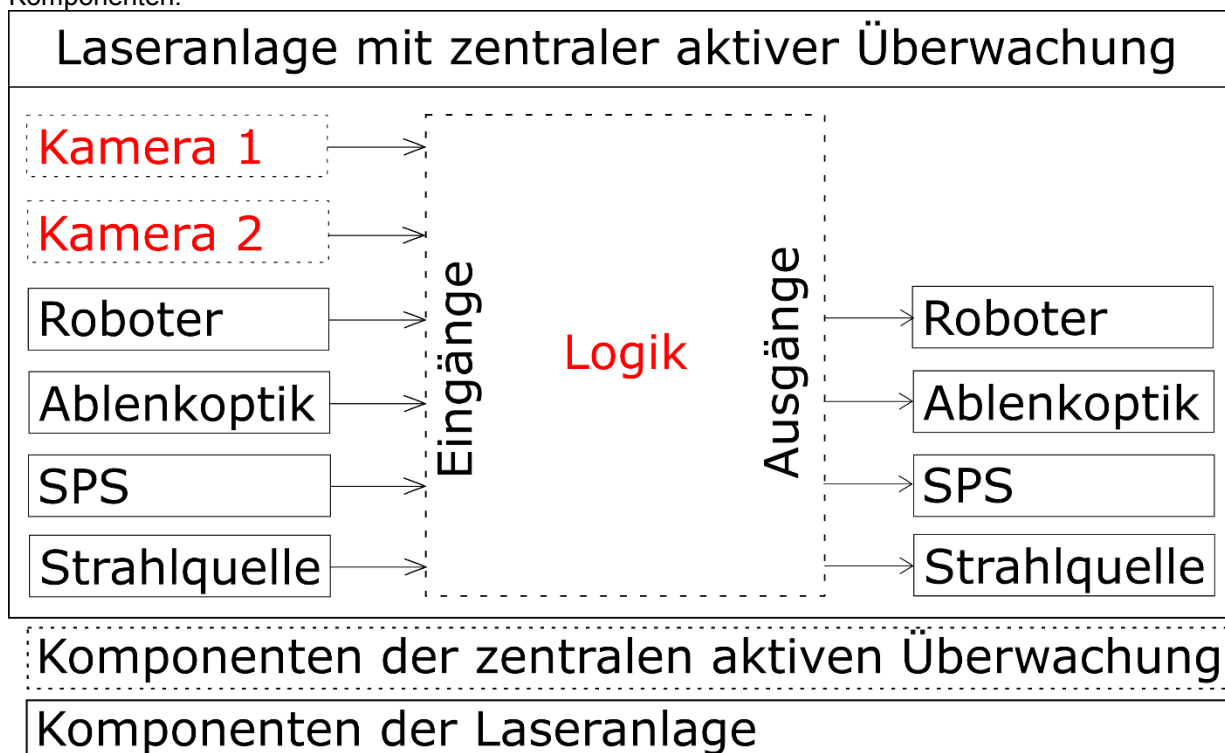 Komponenten.
Laseranlage mit zentraler aktiver Überwachung
Kamera 1
Kamera 2
Roboter
Ablenkoptik
SPS
Strahlquelle
Eingänge
Logik
Ausgänge
Roboter
Ablenkoptik
SPS
Strahlquelle
Komponenten der zentralen aktiven Überwachung
Komponenten der Laseranlage